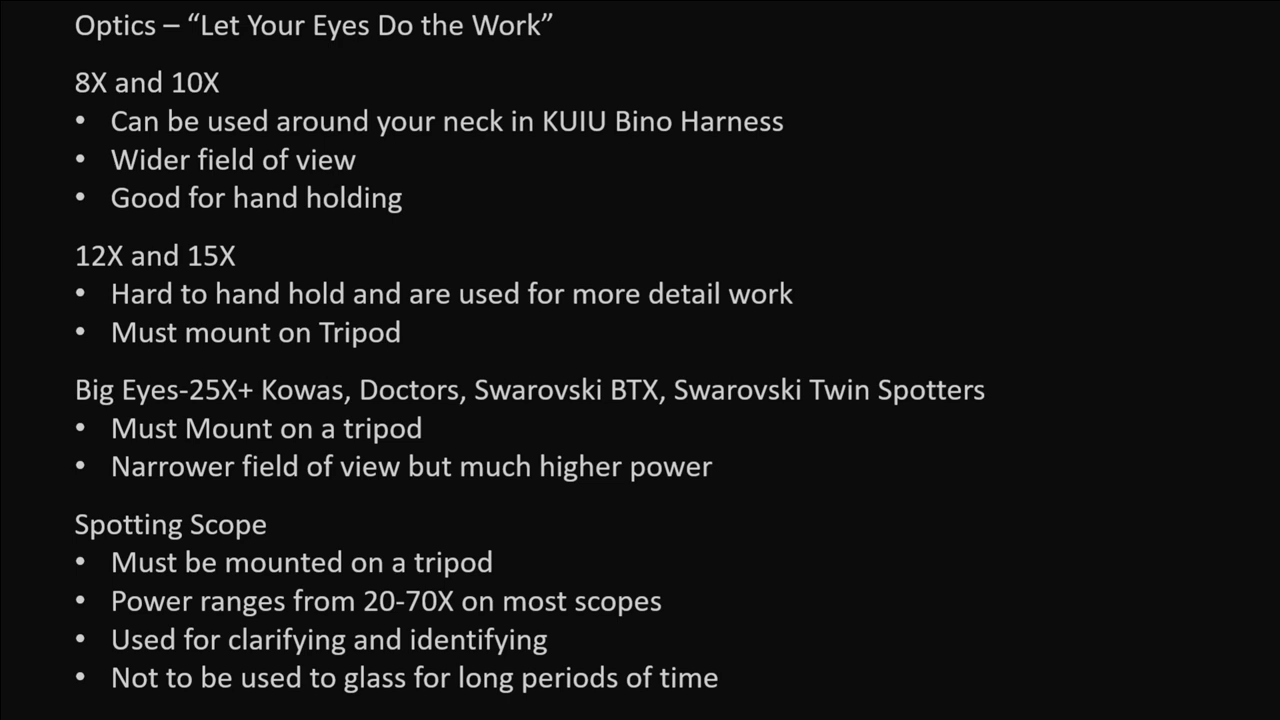 Optics – “Let Your Eyes Do the Work”
8X and 10X
• Can be used around your neck in KUIU Bino Harness
• Wider field of view
• Good for hand holding
12X and 15X
• Hard to hand hold and are used for more detail work
• Must mount on Tripod
Big Eyes-25X+ Kowas, Doctors, Swarovski BTX, Swarovski Twin Spotters
• Must Mount on a tripod
• Narrower field of view but much higher power
Spotting Scope
• Must be mounted on a tripod
• Power ranges from 20-70X on most scopes
• Used for clarifying and identifying
• Not to be used to glass for long periods of time